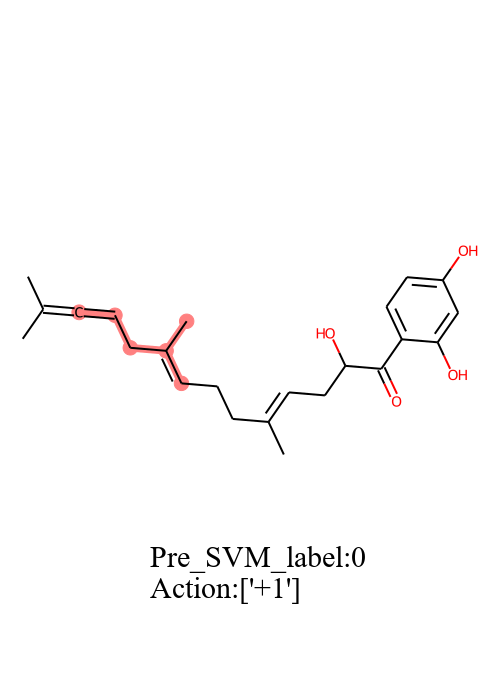 OH
C
HO
OH
O
Pre_SVM_label:0
Action:['+1']